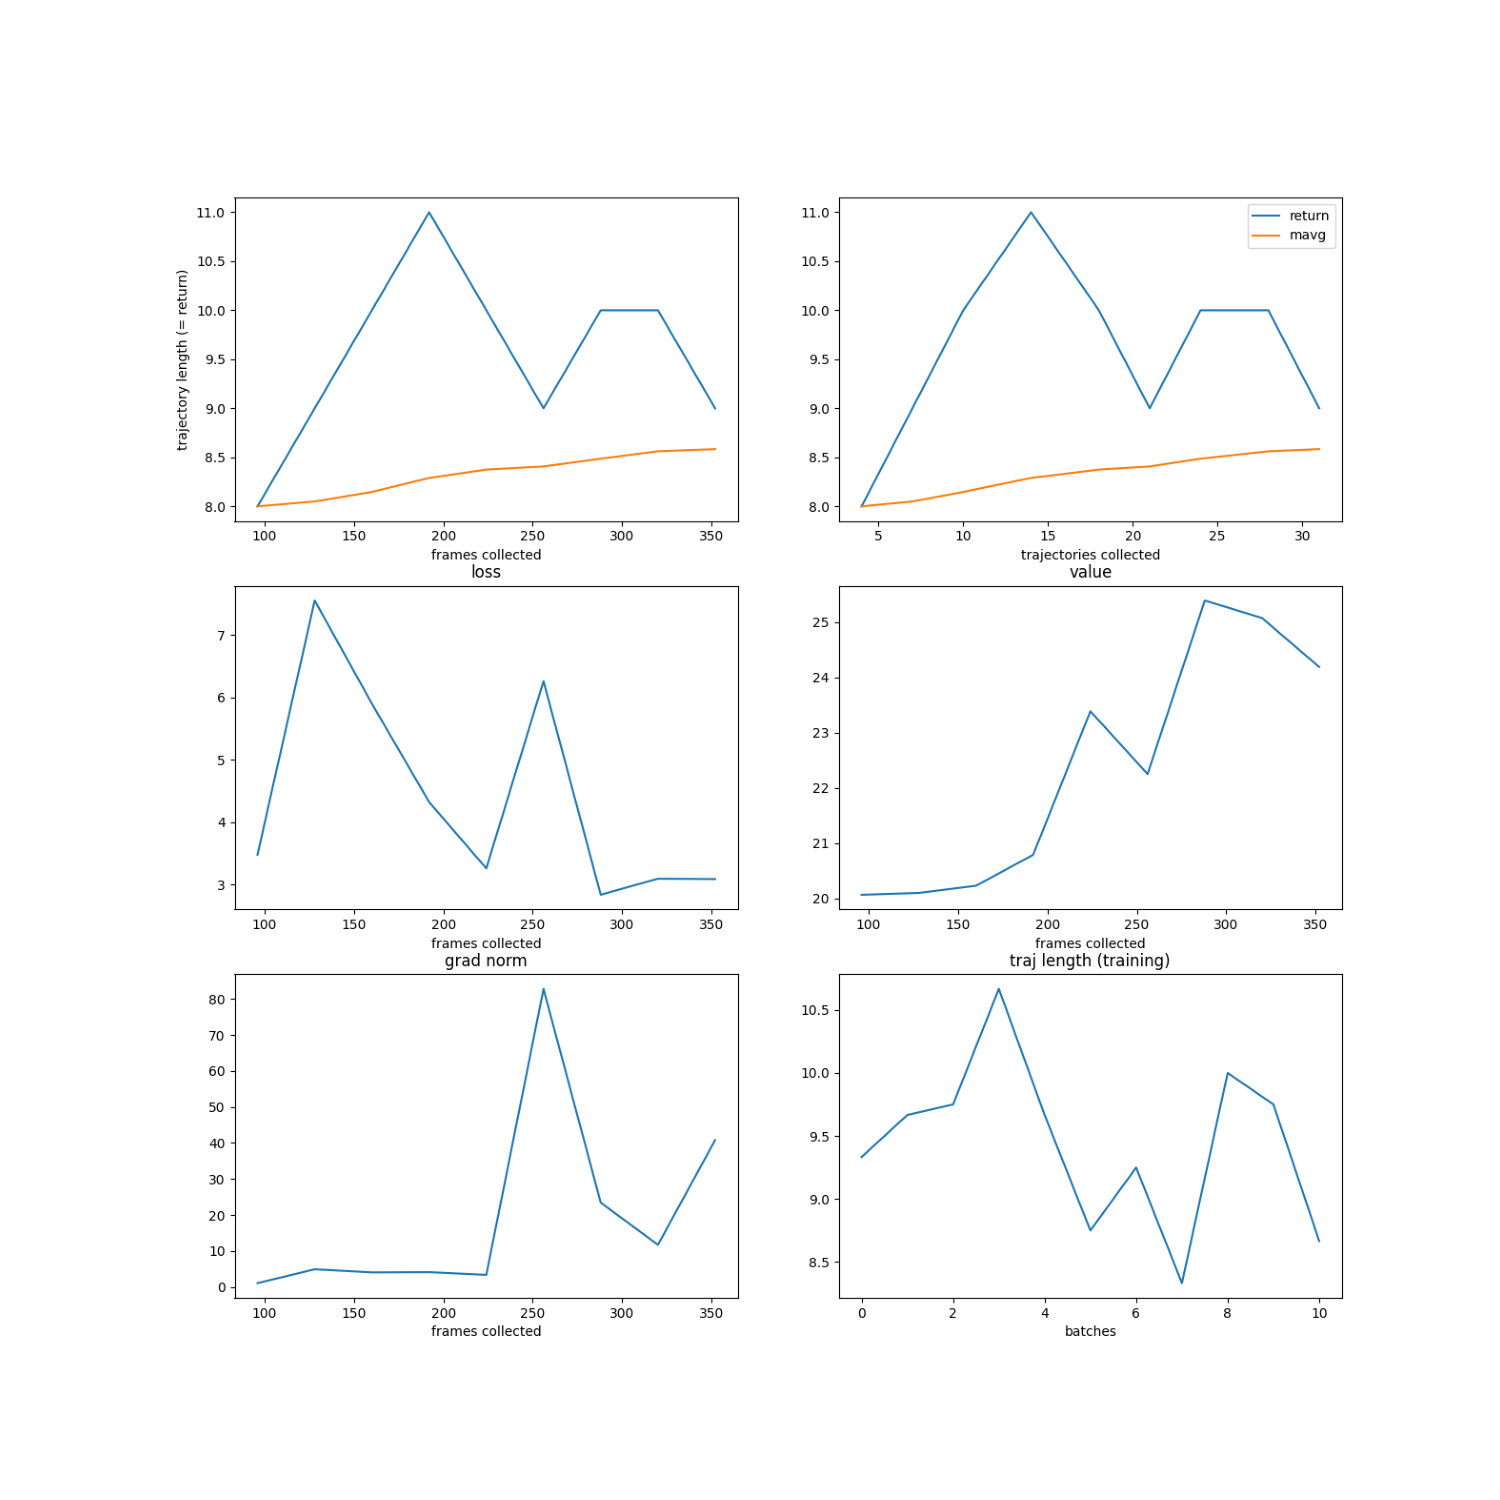 11.0
10.5
10.0
9.5
9.0
8.5
8.0
trajectory length (= return)
100 150 200 250 300 350
frames collected
11.0
10.5
10.0
9.5
9.0
8.5
8.0
return
mavg
5 10 15 20 25 30
trajectories collected
loss
7
6
5
4
3
100 150 200 250 300 350
frames collected
value
25
24
23
22
21
20
100 150 200 250 300 350
frames collected
grad norm
80
70
60
50
40
30
20
10
0
100 150 200 250 300 350
frames collected
traj length (training)
10.5
10.0
9.5
9.0
8.5
0 2 4 6 8 10
batches